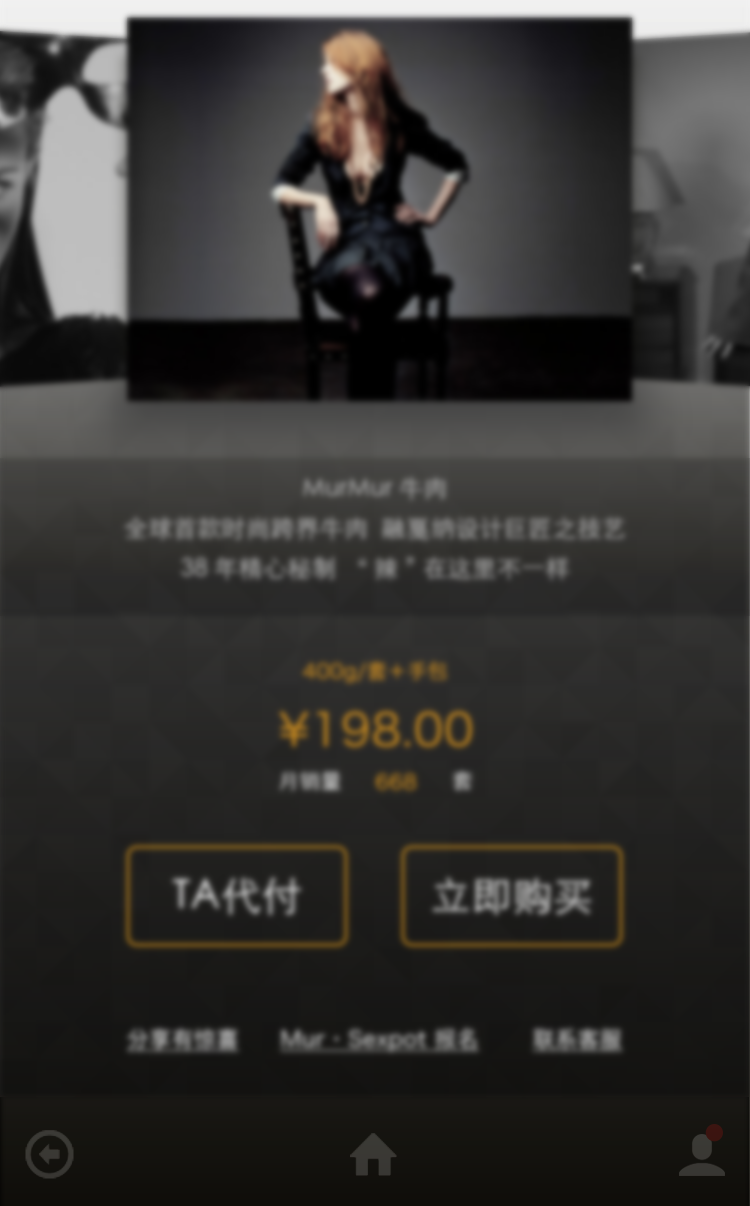 MurMur 牛肉
全球首款时尚跨界牛肉 融戛纳设计巨匠之技艺
38 年精心秘制 “ 辣 ” 在这里不一样
400g/套+手包
¥198.00
月销量 668 套
TA代付 立即购买
分享有惊喜 Mur · Sexpot 报名 联系客服